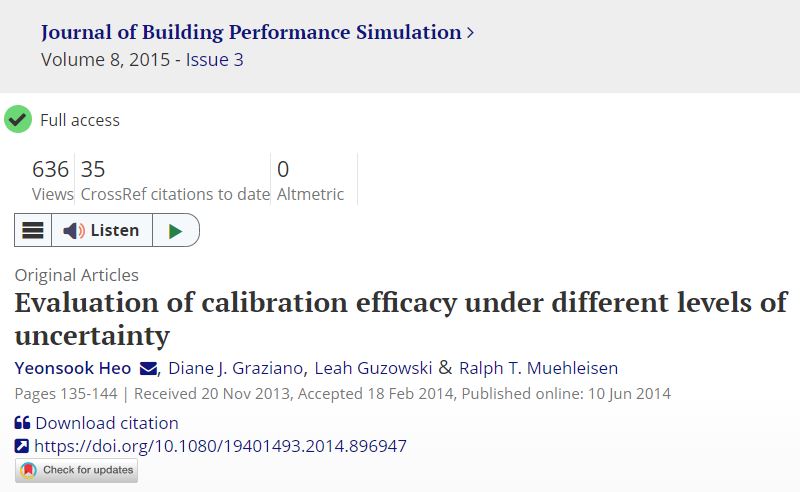 Journal of Building Performance Simulation >
Volume 8, 2015 - Issue 3
Full access
636 35 0
Views CrossRef citations to date Altmetric
Listen
Original Articles
Evaluation of calibration efficacy under different levels of
uncertainty
Yeonsook Heo , Diane J. Graziano, Leah Guzowski & Ralph T. Muehleisen
Pages 135-144 | Received 20 Nov 2013, Accepted 18 Feb 2014, Published online: 10 Jun 2014
Download citation
https://doi.org/10.1080/19401493.2014.896947
Check for updates